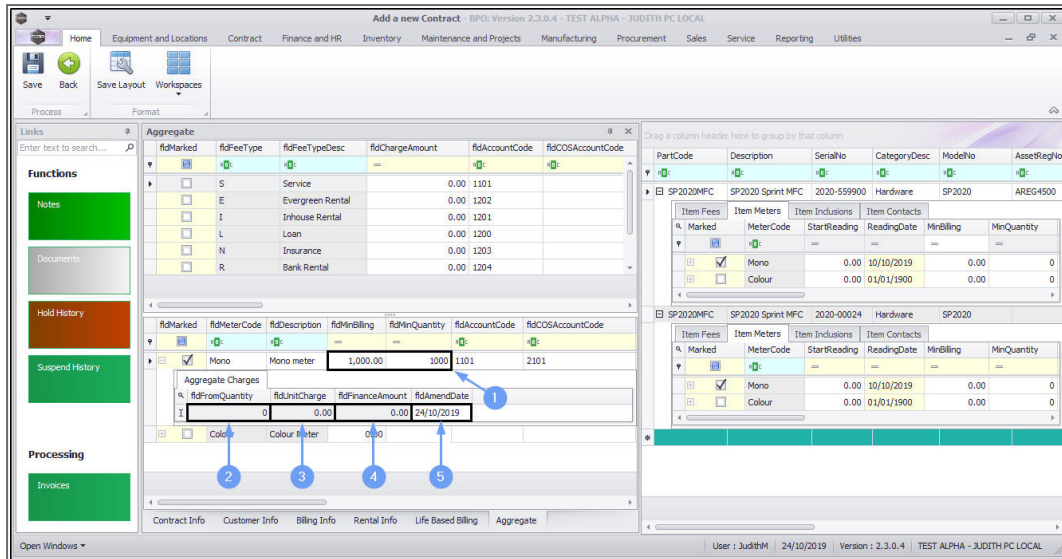 Add a new Contract - BPO: Version 2.3.0.4 - TEST ALPHA - JUDITH PC LOCAL
Home Equipment and Locations Contract Finance and HR Inventory Maintenance and Projects Manufacturing Procurement Sales Service Reporting Utilities
Save Back Save Layout Workspaces
Process Format
Links
Enter text to search...
Functions
Notes
Documents
Hold History
Suspend History
Processing
Invoices
Aggregate
fldMarked fldFeeType fldFeeTypeDesc fldChargeAmount fldAccountCode fldCOSAccountCode
S Service 0.00 1101
E Evergreen Rental 0.00 1202
I Inhouse Rental 0.00 1201
L Loan 0.00 1200
N Insurance 0.00 1203
R Bank Rental 0.00 1204
fldMarked fldMeterCode fldDescription fldMinBilling fldMinQuantity fldAccountCode fldCOSAccountCode
Mono Mono meter 1,000.00 1000 1101 2101
Aggregate Charges
fldFromQuantity fldUnitCharge fldFinanceAmount fldAmendDate
0 0.00 0.00 24/10/2019
1
Colour Colour Meter 0.00
2 3 4 5
Contract Info Customer Info Billing Info Rental Info Life Based Billing Aggregate
Drag a column header here to group by that column
PartCode Description SerialNo CategoryDesc ModelNo AssetRegNo
SP2020MFC SP2020 Sprint MFC 2020-559900 Hardware SP2020 AREG4500
Item Fees Item Meters Item Inclusions Item Contacts
Marked MeterCode StartReading ReadingDate MinBilling MinQuantity
Mono 0.00 10/10/2019 0.00 0
Colour 0.00 01/01/1900 0.00 0
SP2020MFC SP2020 Sprint MFC 2020-00024 Hardware SP2020
Item Fees Item Meters Item Inclusions Item Contacts
Marked MeterCode StartReading ReadingDate MinBilling MinQuantity
Mono 0.00 10/10/2019 0.00 0
Colour 0.00 01/01/1900 0.00 0
Open Windows
User : JudithM 24/10/2019 Version : 2.3.0.4 TEST ALPHA - JUDITH PC LOCAL